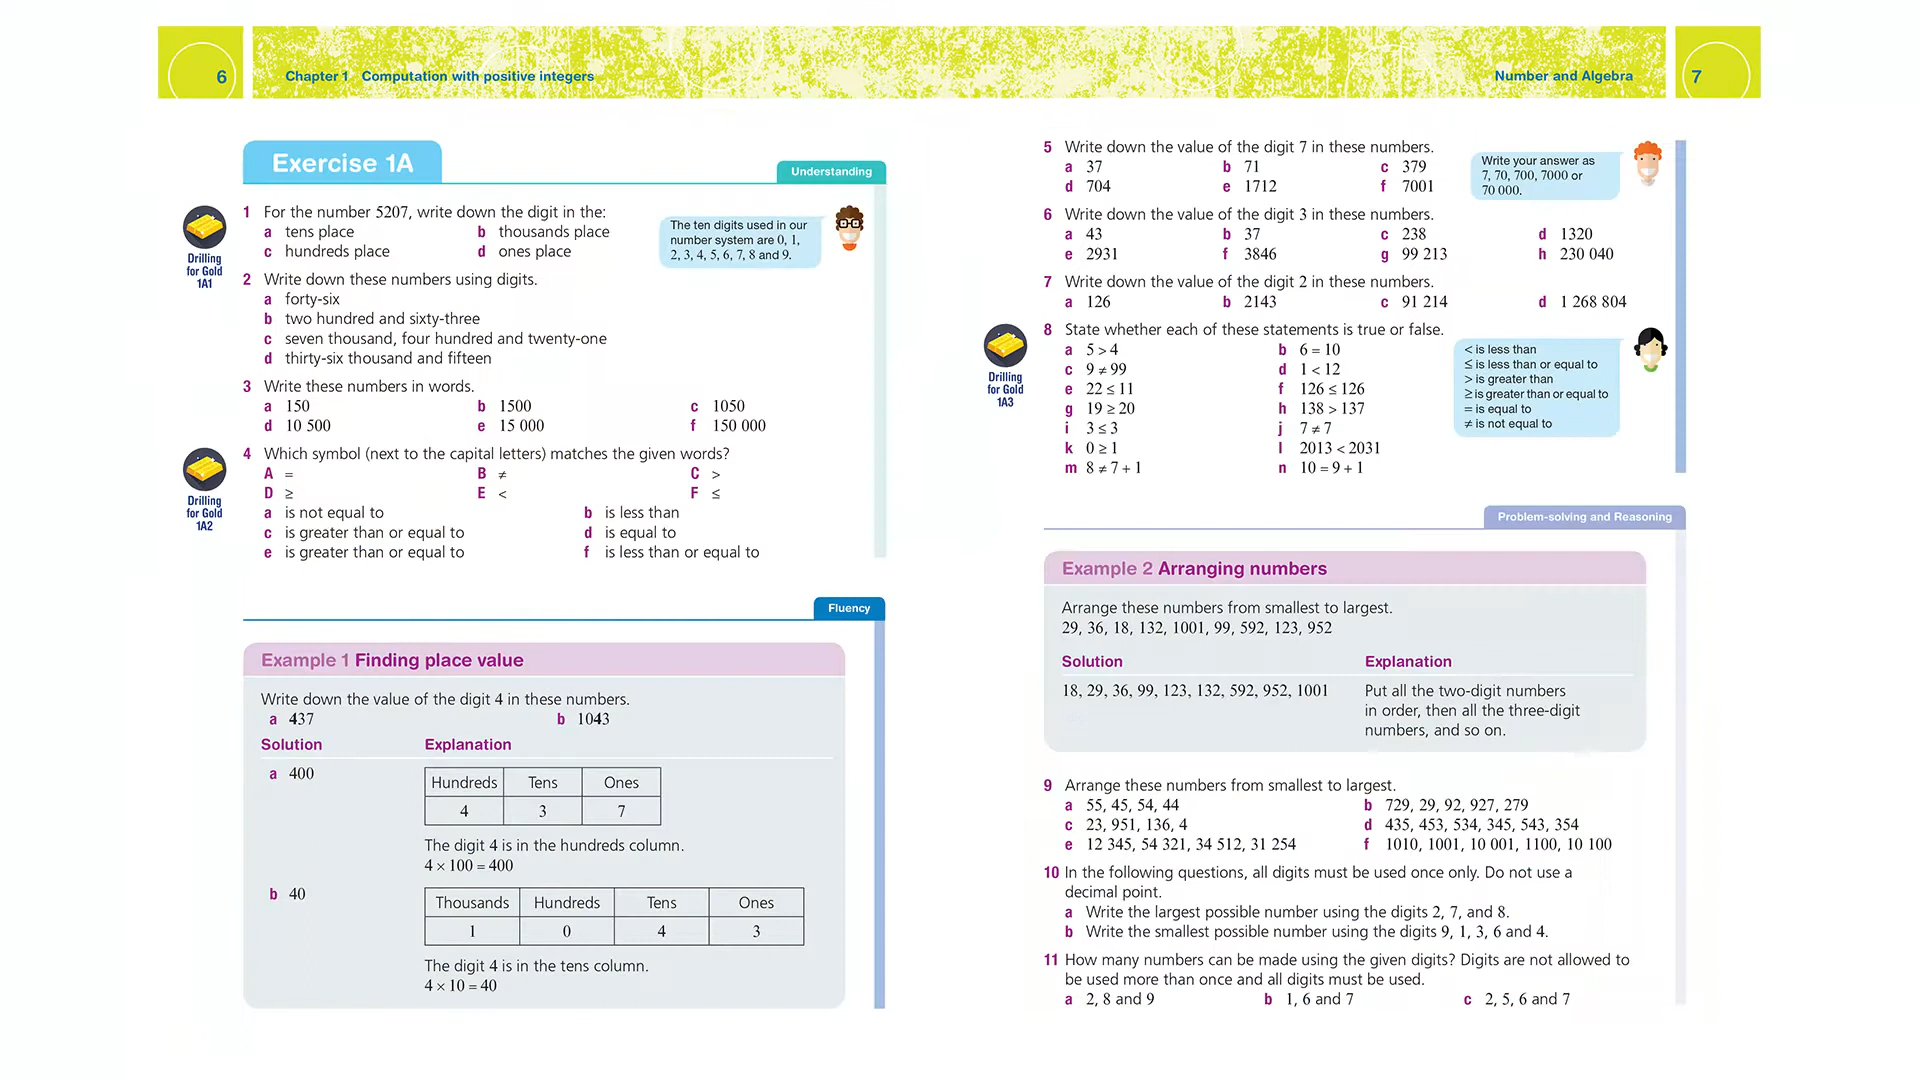 6
Chapter 1 Computation with positive integers
Exercise 1A
Understanding
Drilling
for Gold
1A1
1 For the number 5207, write down the digit in the:
a tens place b thousands place
c hundreds place d ones place
The ten digits used in our
number system are 0, 1,
2, 3, 4, 5, 6, 7, 8 and 9.
2 Write down these numbers using digits.
a forty-six
b two hundred and sixty-three
c seven thousand, four hundred and twenty-one
d thirty-six thousand and fifteen
3 Write these numbers in words.
a 150 b 1500 c 1050
d 10 500 e 15 000 f 150 000
Drilling
for Gold
1A2
4 Which symbol (next to the capital letters) matches the given words?
A = B ≠ C >
D ≥ E < F ≤
a is not equal to b is less than
c is greater than or equal to d is equal to
e is greater than or equal to f is less than or equal to
Fluency
Example 1 Finding place value
Write down the value of the digit 4 in these numbers.
a 437 b 1043
Solution Explanation
a 400
Hundreds Tens Ones
4 3 7
The digit 4 is in the hundreds column.
4 × 100 = 400
b 40
Thousands Hundreds Tens Ones
1 0 4 3
The digit 4 is in the tens column.
4 × 10 = 40
Number and Algebra
7
5 Write down the value of the digit 7 in these numbers.
a 37 b 71 c 379
d 704 e 1712 f 7001
Write your answer as
7, 70, 700, 7000 or
70 000.
6 Write down the value of the digit 3 in these numbers.
a 43 b 37 c 238 d 1320
e 2931 f 3846 g 99 213 h 230 040
7 Write down the value of the digit 2 in these numbers.
a 126 b 2143 c 91 214 d 1 268 804
Drilling
for Gold
1A3
8 State whether each of these statements is true or false.
a 5 > 4 b 6 = 10
c 9 ≠ 99 d 1 < 12
e 22 ≤ 11 f 126 ≤ 126
g 19 ≥ 20 h 138 > 137
i 3 ≤ 3 j 7 ≠ 7
k 0 ≥ 1 l 2013 < 2031
m 8 ≠ 7 + 1 n 10 = 9 + 1
< is less than
≤ is less than or equal to
> is greater than
≥ is greater than or equal to
= is equal to
≠ is not equal to
Problem-solving and Reasoning
Example 2 Arranging numbers
Arrange these numbers from smallest to largest.
29, 36, 18, 132, 1001, 99, 592, 123, 952
Solution Explanation
18, 29, 36, 99, 123, 132, 592, 952, 1001 Put all the two-digit numbers
in order, then all the three-digit
numbers, and so on.
9 Arrange these numbers from smallest to largest.
a 55, 45, 54, 44 b 729, 29, 92, 927, 279
c 23, 951, 136, 4 d 435, 453, 534, 345, 543, 354
e 12 345, 54 321, 34 512, 31 254 f 1010, 1001, 10 001, 1100, 10 100
10 In the following questions, all digits must be used once only. Do not use a
decimal point.
a Write the largest possible number using the digits 2, 7, and 8.
b Write the smallest possible number using the digits 9, 1, 3, 6 and 4.
11 How many numbers can be made using the given digits? Digits are not allowed to
be used more than once and all digits must be used.
a 2, 8 and 9 b 1, 6 and 7 c 2, 5, 6 and 7